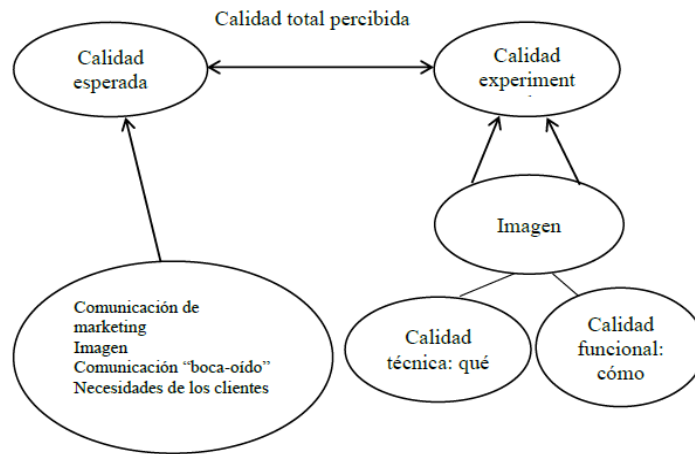 Calidad total percibida
Calidad
esperada
Calidad
experiment
Imagen
Comunicación de
marketing
Imagen
Comunicación “boca-oído”
Necesidades de los clientes
Calidad
técnica: qué
Calidad
funcional:
cómo